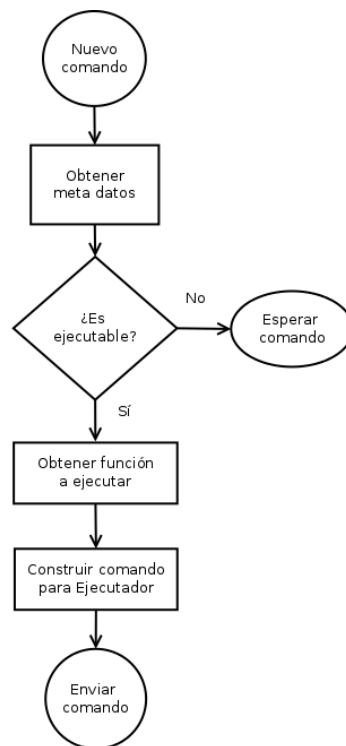 Nuevo
comando
Obtener
meta datos
¿Es
ejecutable?
No
Esperar
comando
Sí
Obtener función
a ejecutar
Construir comando
para Ejecutador
Enviar
comando